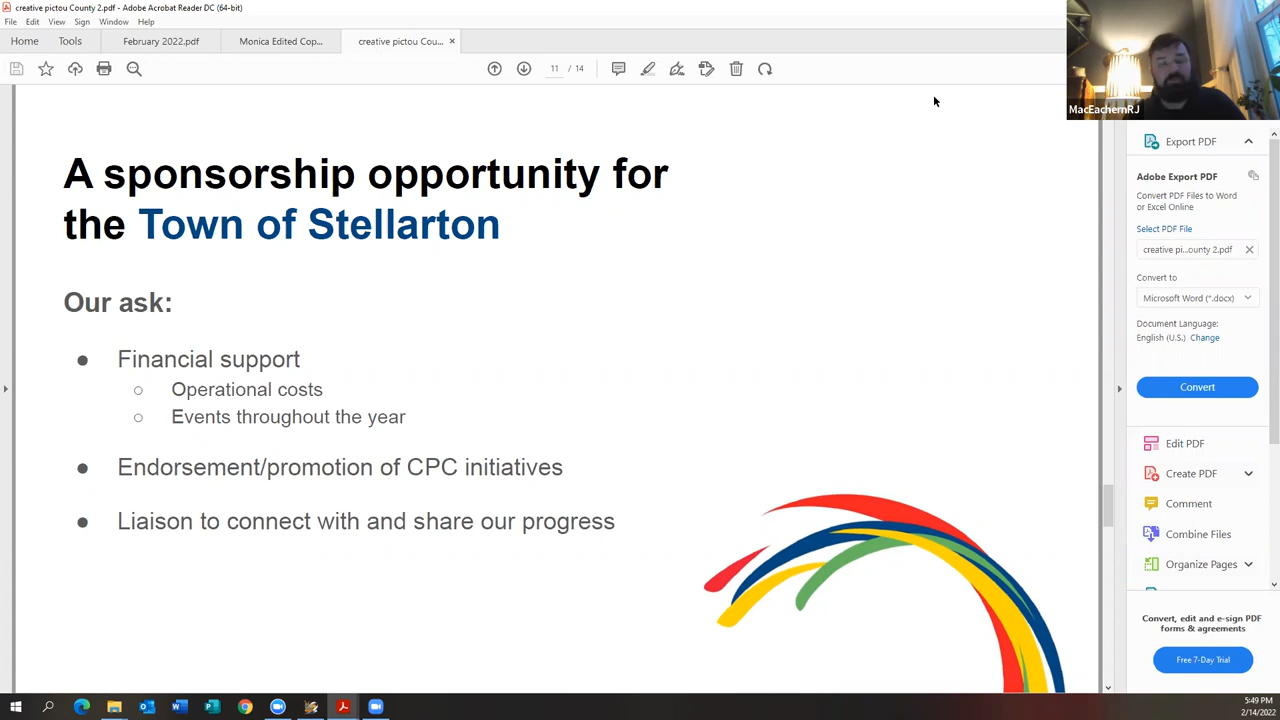 creative pictou County 2.pdf - Adobe Acrobat Reader DC (64-bit)
File Edit View Sign Window Help
Home Tools February 2022.pdf Monica Edited Cop... creative pictou Cou... ×
11 / 14
MacEachernRJ
A sponsorship opportunity for
the Town of Stellarton
Our ask:
● Financial support
○ Operational costs
○ Events throughout the year
● Endorsement/promotion of CPC initiatives
● Liaison to connect with and share our progress
Export PDF
Adobe Export PDF
Convert PDF Files to Word
or Excel Online
Select PDF File
creative pi...ounty 2.pdf
Convert to
Microsoft Word (*.docx)
Document Language:
English (U.S.) Change
Convert
Edit PDF
Create PDF
Comment
Combine Files
Organize Pages
Convert, edit and e-sign PDF
forms & agreements
Free 7-Day Trial
5:49 PM
2/14/2022